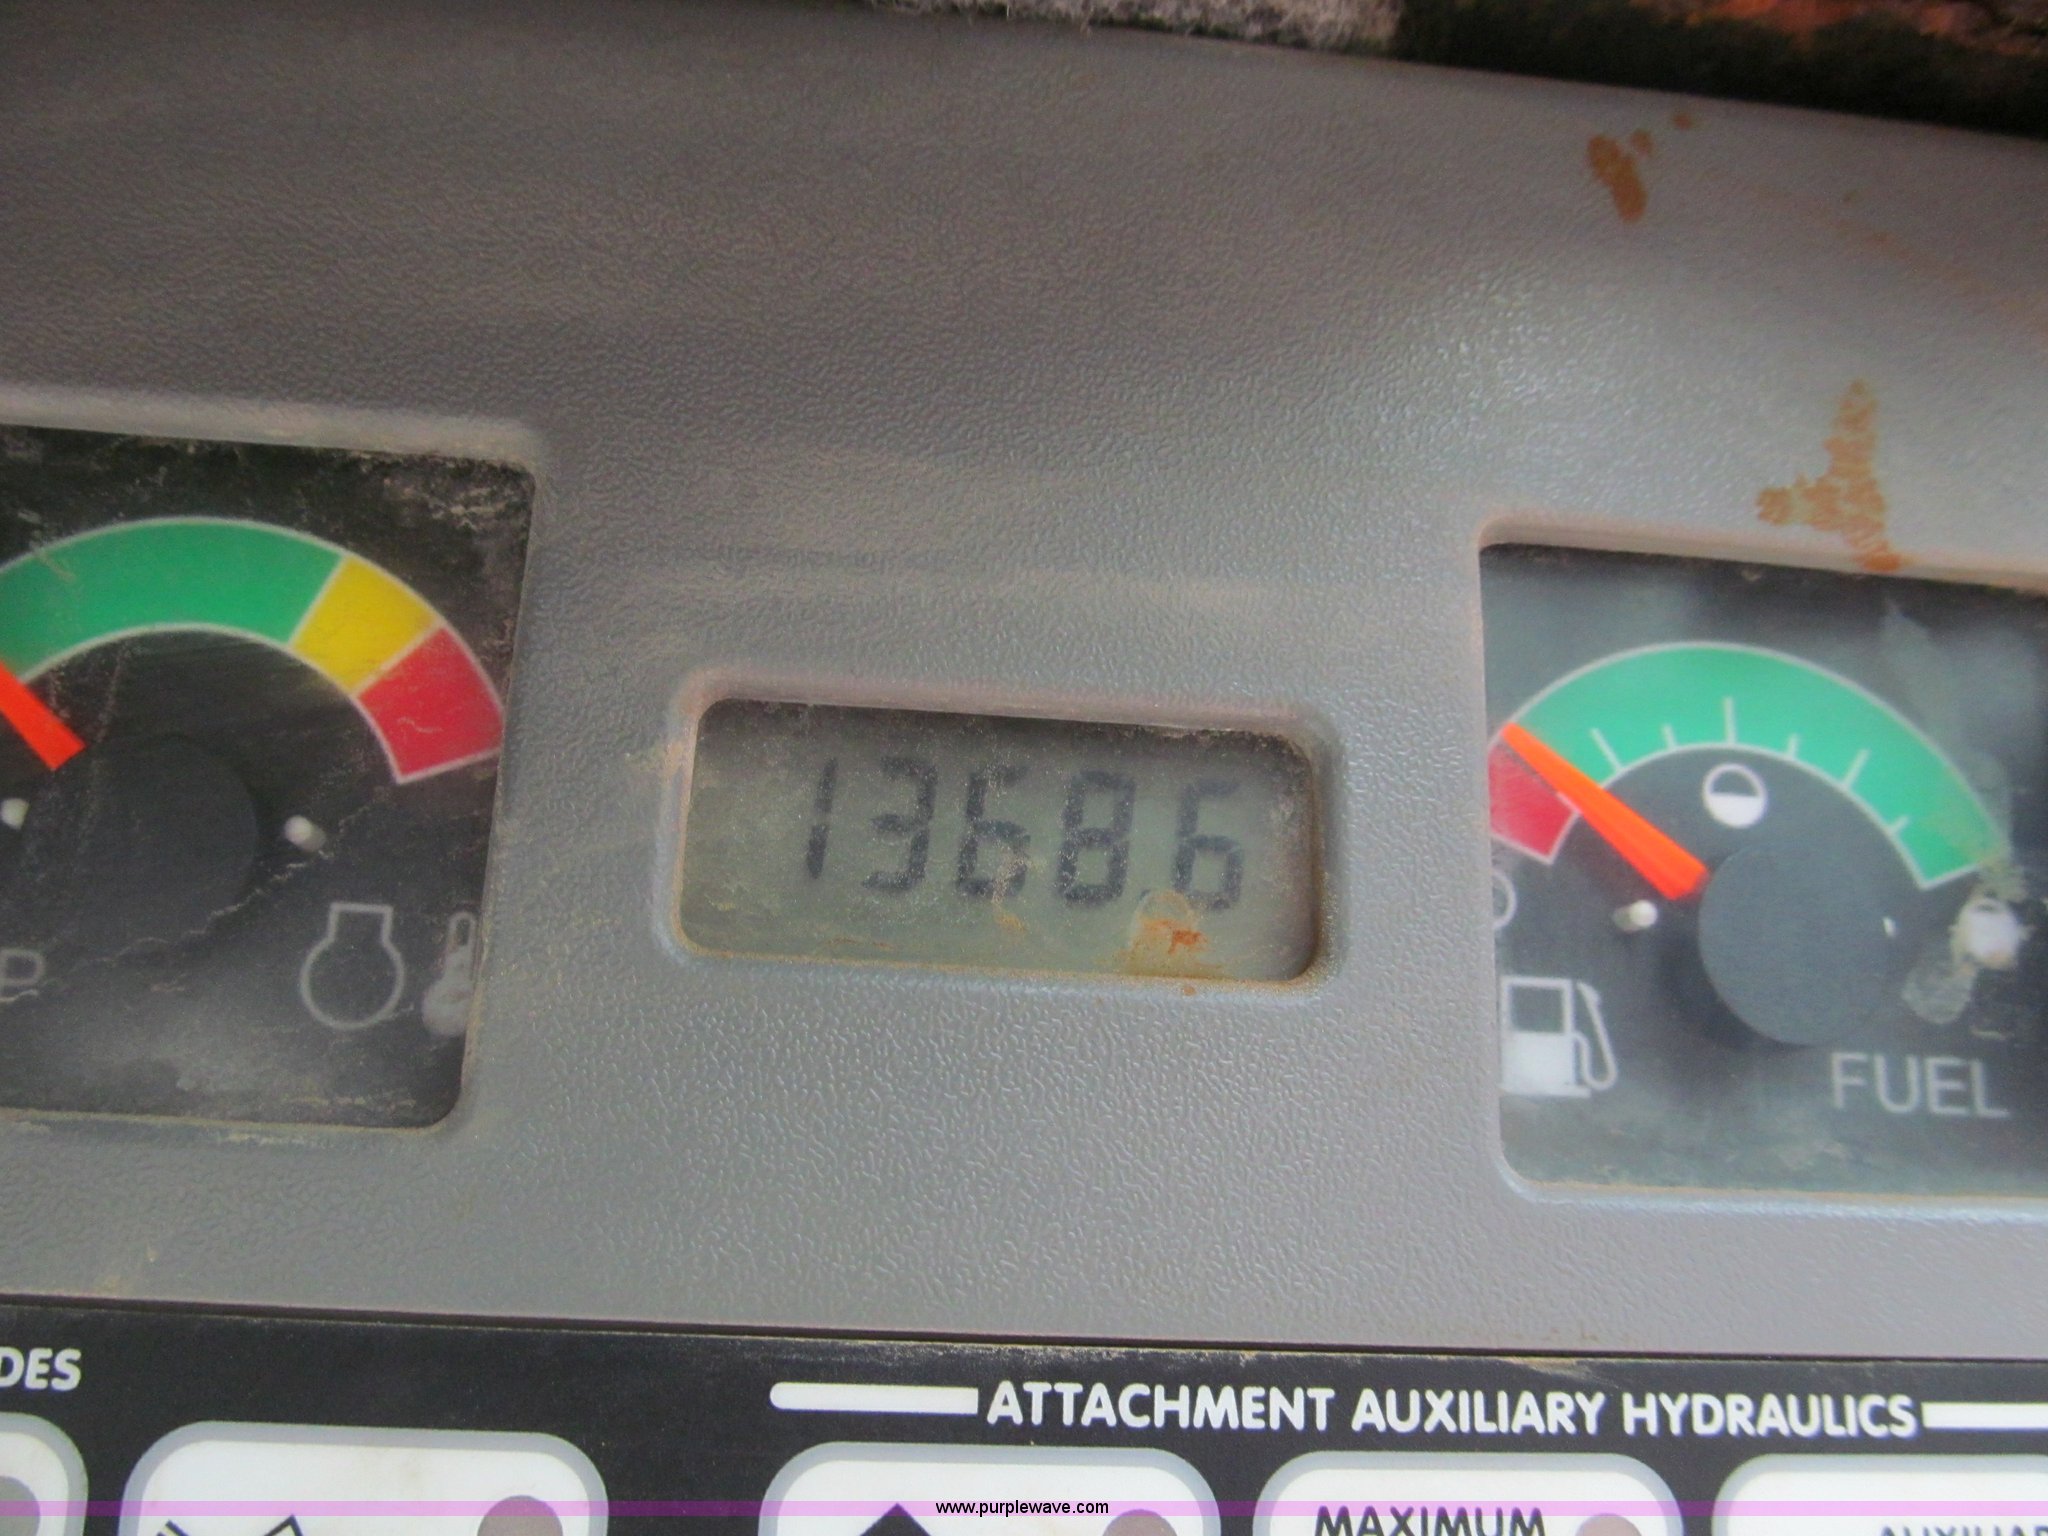 1368.6
P
FUEL
DES
ATTACHMENT AUXILIARY HYDRAULICS
MAXIMUM
www.purplewave.com